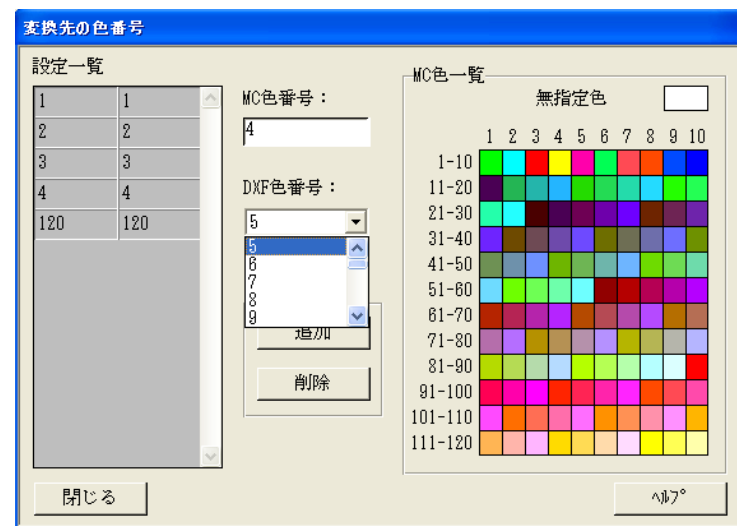 変換先の色番号
設定一覧
1 1
2 2
3 3
4 4
120 120
MC色番号：
4
DXF色番号：
5
5
6
7
8
9
追加
削除
MC色一覧
無指定色
1 2 3 4 5 6 7 8 9 10
1-10
11-20
21-30
31-40
41-50
51-60
61-70
71-80
81-90
91-100
101-110
111-120
閉じる
ﾍﾙﾌﾟ